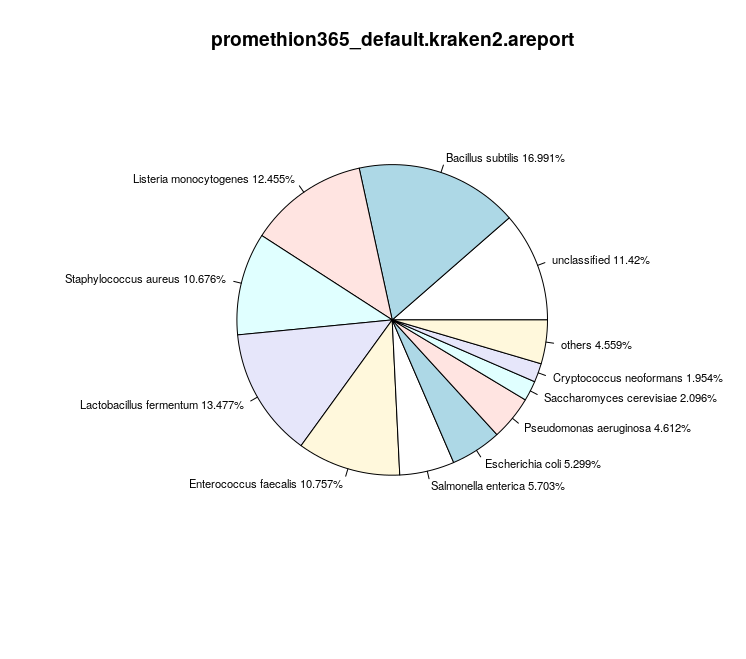 promethion365_default.kraken2.areport
Bacillus subtilis 16.991%
Listeria monocytogenes 12.455%
unclassified 11.42%
Staphylococcus aureus 10.676%
others 4.559%
Cryptococcus neoformans 1.954%
Saccharomyces cerevisiae 2.096%
Lactobacillus fermentum 13.477%
Pseudomonas aeruginosa 4.612%
Escherichia coli 5.299%
Enterococcus faecalis 10.757%
Salmonella enterica 5.703%